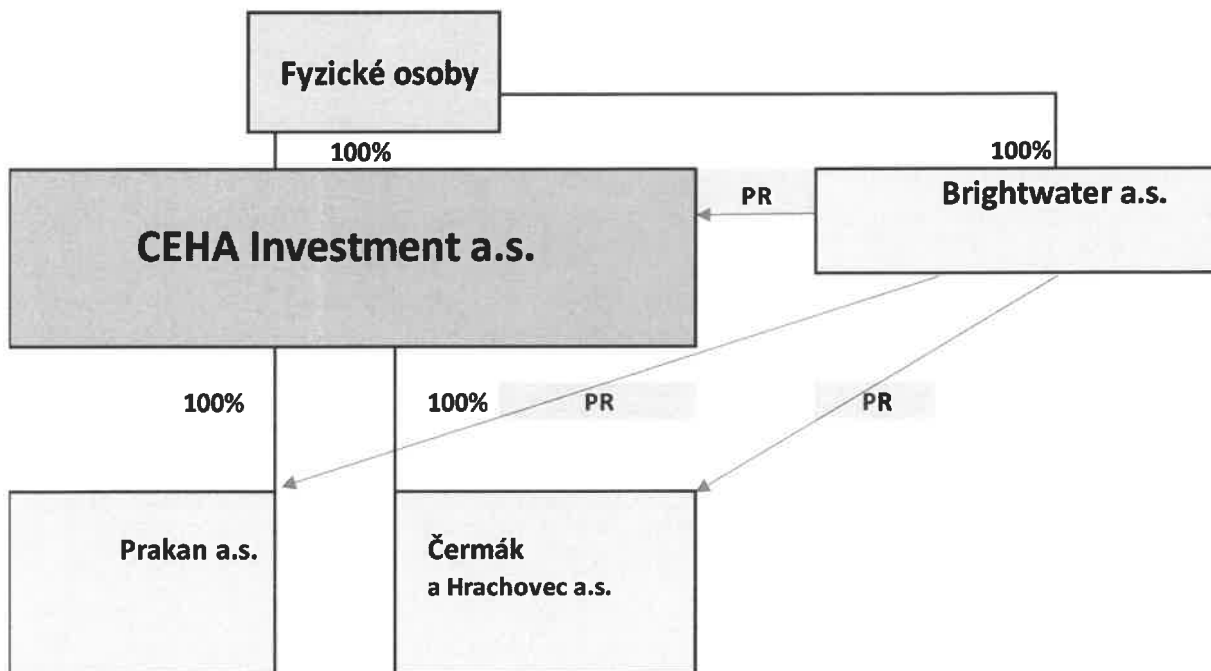 Fyzické osoby
100%
100%
CEHA Investment a.s.
PR
Brightwater a.s.
100%
100%
PR
PR
Prakan a.s.
Čermák
a Hrachovec a.s.